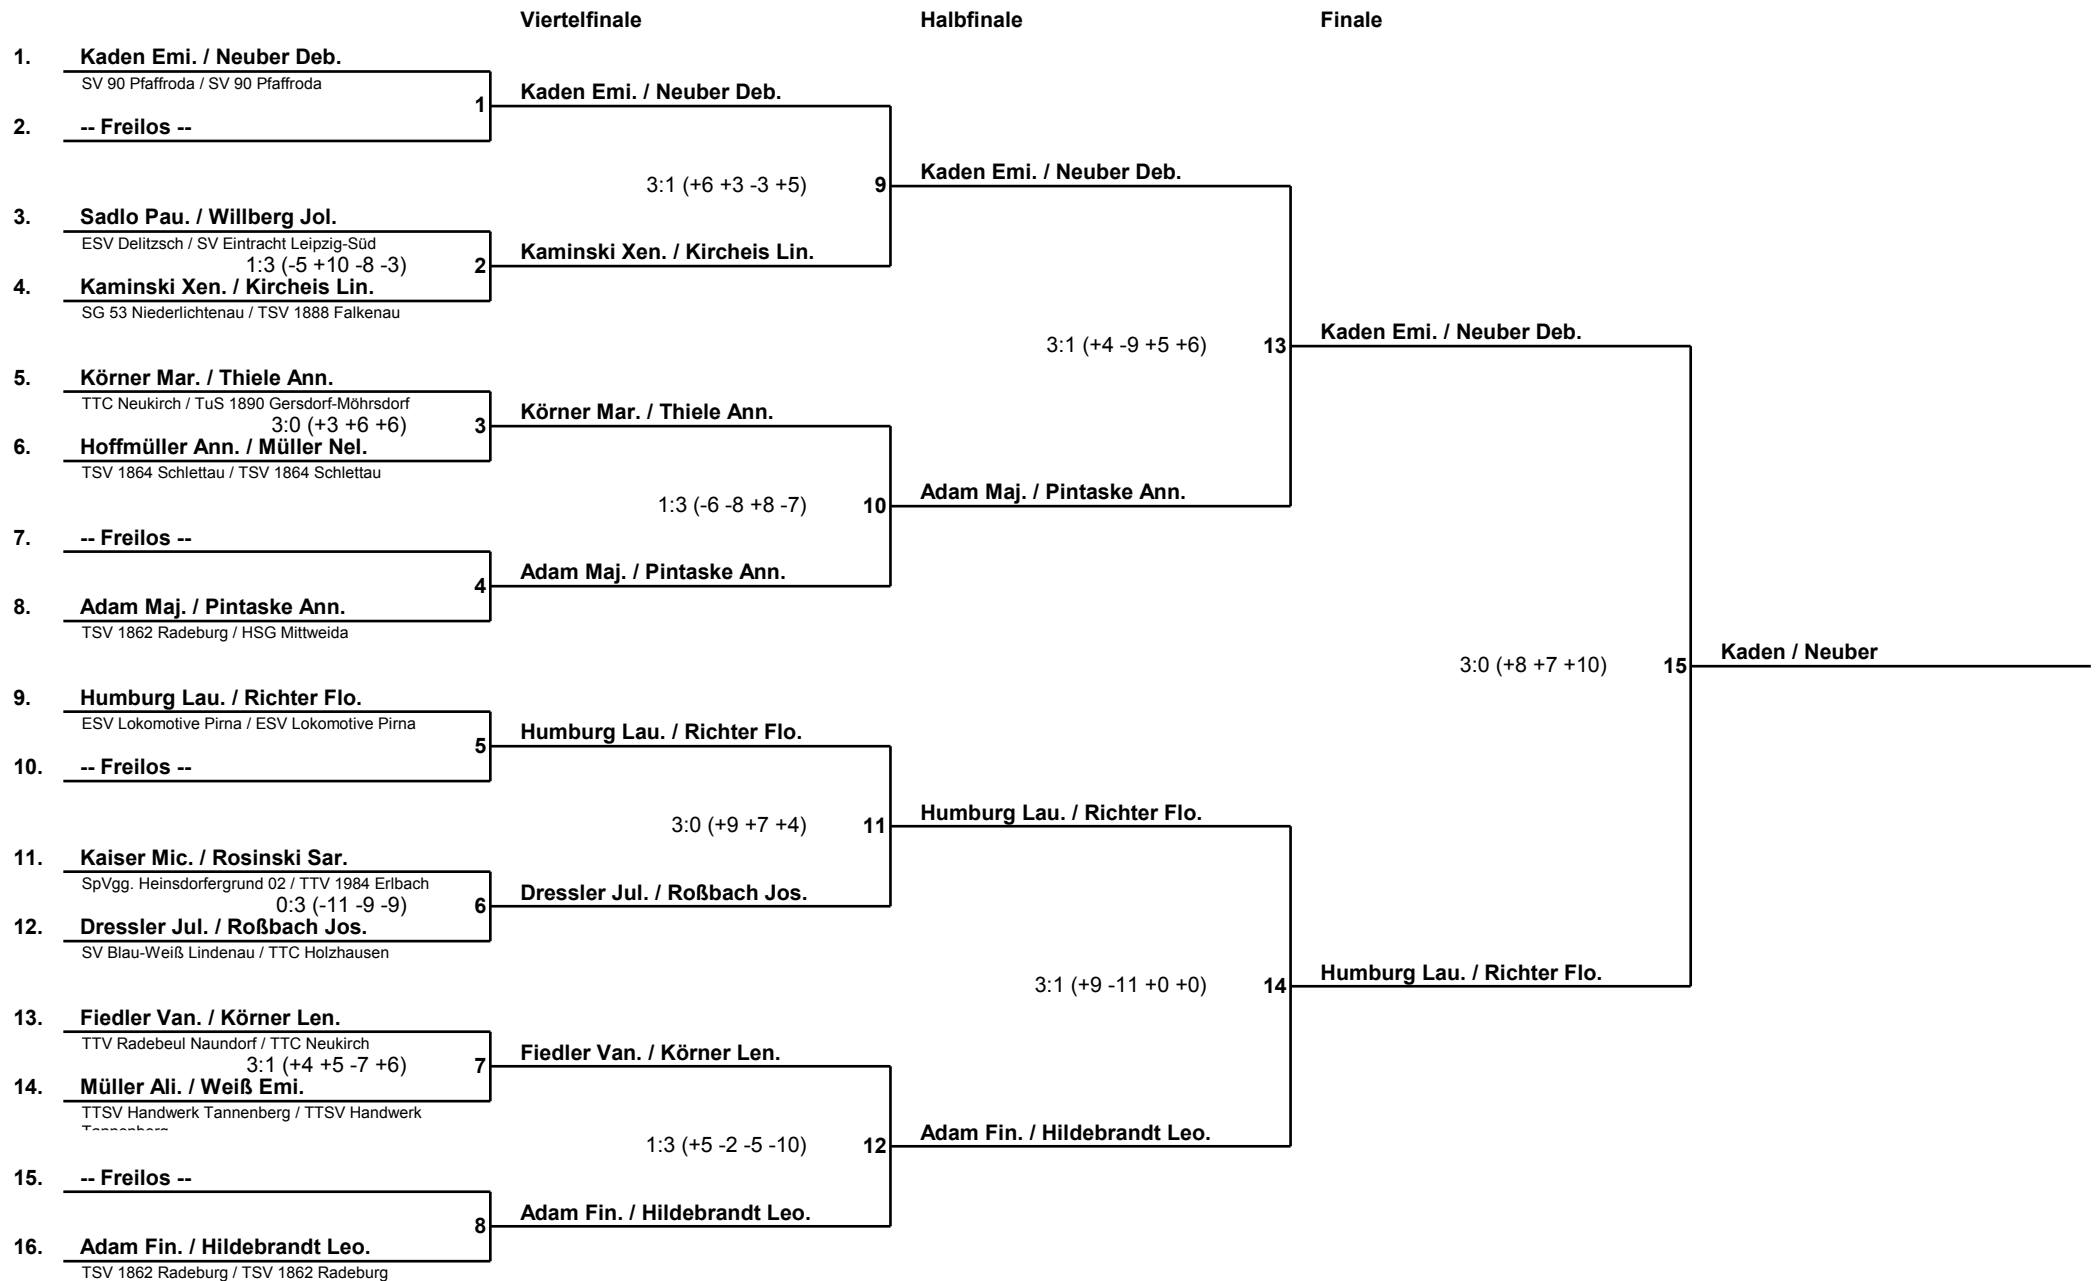 Viertelfinale Halbfinale Finale
1. Kaden Emi. / Neuber Deb.
SV 90 Pfaffroda / SV 90 Pfaffroda
1 Kaden Emi. / Neuber Deb.
2. -- Freilos --
3:1 (+6 +3 -3 +5) 9 Kaden Emi. / Neuber Deb.
3. Sadlo Pau. / Willberg Jol.
ESV Delitzsch / SV Eintracht Leipzig-Süd
1:3 (-5 +10 -8 -3) 2 Kaminski Xen. / Kircheis Lin.
4. Kaminski Xen. / Kircheis Lin.
SG 53 Niederlichtenau / TSV 1888 Falkenau
3:1 (+4 -9 +5 +6) 13 Kaden Emi. / Neuber Deb.
5. Körner Mar. / Thiele Ann.
TTC Neukirch / TuS 1890 Gersdorf-Möhrsdorf
3:0 (+3 +6 +6) 3 Körner Mar. / Thiele Ann.
6. Hoffmüller Ann. / Müller Nel.
TSV 1864 Schlettau / TSV 1864 Schlettau
1:3 (-6 -8 +8 -7) 10 Adam Maj. / Pintaske Ann.
7. -- Freilos --
4 Adam Maj. / Pintaske Ann.
8. Adam Maj. / Pintaske Ann.
TSV 1862 Radeburg / HSG Mittweida
3:0 (+8 +7 +10) 15 Kaden / Neuber
9. Humburg Lau. / Richter Flo.
ESV Lokomotive Pirna / ESV Lokomotive Pirna
5 Humburg Lau. / Richter Flo.
10. -- Freilos --
3:0 (+9 +7 +4) 11 Humburg Lau. / Richter Flo.
11. Kaiser Mic. / Rosinski Sar.
SpVgg. Heinsdorfergrund 02 / TTV 1984 Erlbach
0:3 (-11 -9 -9) 6 Dressler Jul. / Roßbach Jos.
12. Dressler Jul. / Roßbach Jos.
SV Blau-Weiß Lindenau / TTC Holzhausen
3:1 (+9 -11 +0 +0) 14 Humburg Lau. / Richter Flo.
13. Fiedler Van. / Körner Len.
TTV Radebeul Naundorf / TTC Neukirch
3:1 (+4 +5 -7 +6) 7 Fiedler Van. / Körner Len.
14. Müller Ali. / Weiß Emi.
TTSV Handwerk Tannenberg / TTSV Handwerk
Tannenberg
1:3 (+5 -2 -5 -10) 12 Adam Fin. / Hildebrandt Leo.
15. -- Freilos --
8 Adam Fin. / Hildebrandt Leo.
16. Adam Fin. / Hildebrandt Leo.
TSV 1862 Radeburg / TSV 1862 Radeburg